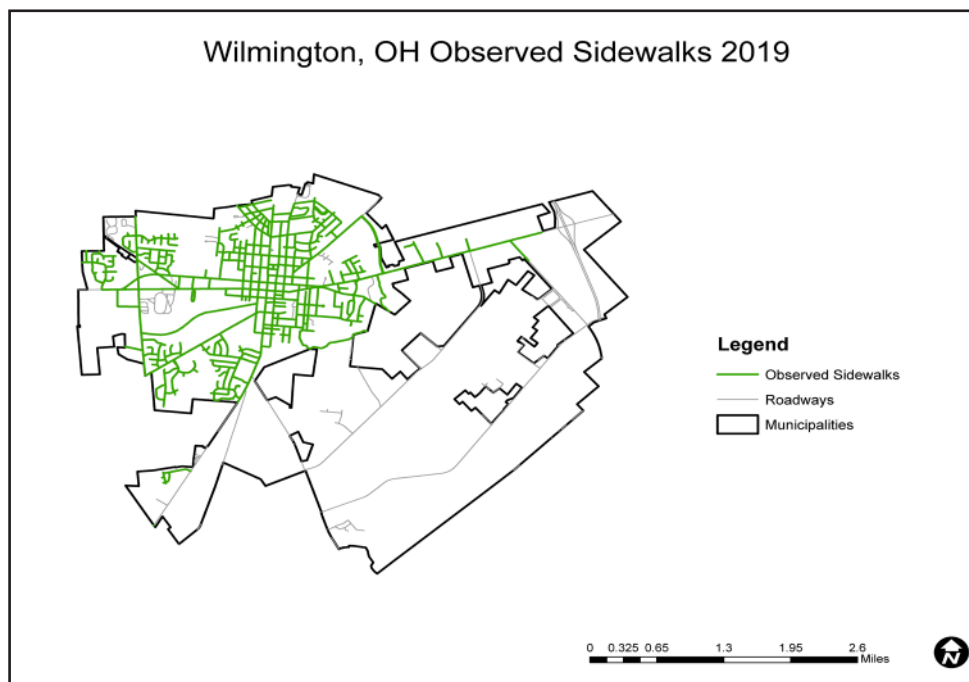 Wilmington, OH Observed Sidewalks 2019
Legend
Observed Sidewalks
Roadways
Municipalities
0 0.325 0.65 1.3 1.95 2.6
Miles
N